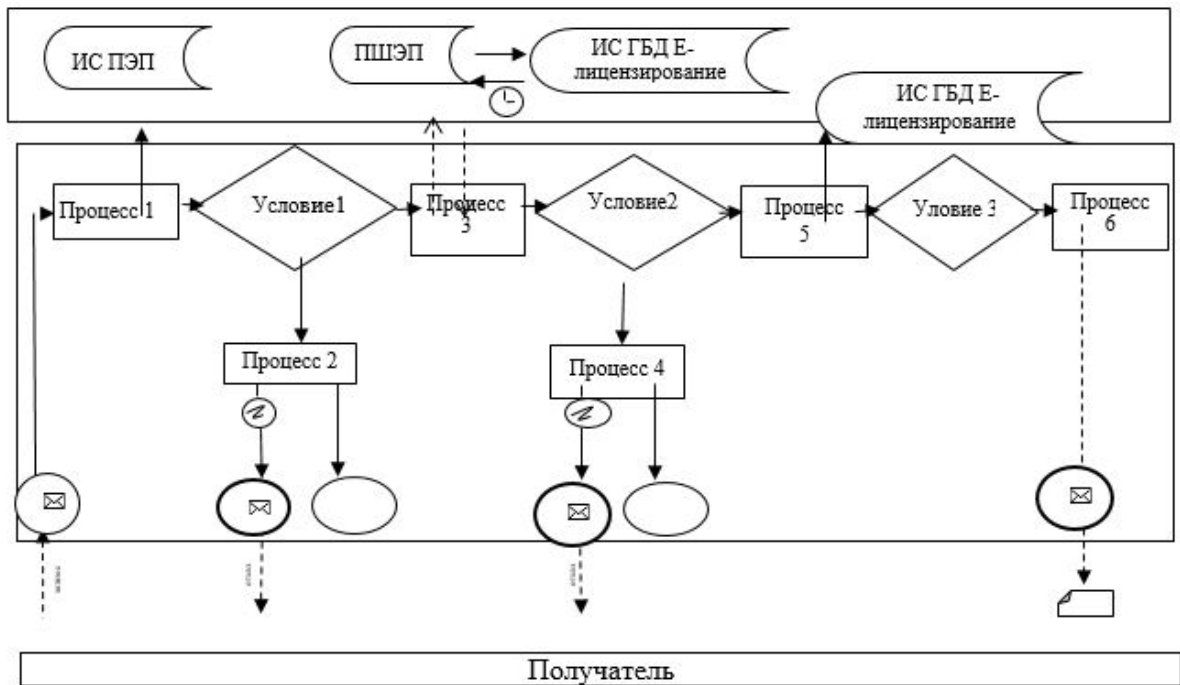 ИС ПЭП
ПШЭП
ИС ГБД Е-
лицензирование
ИС ГБД Е-
лицензирование
Процесс 1
Условие1
Процесс
3
Условие2
Процесс
5
Уловие 3
Процесс
6
Процесс 2
Процесс 4
Получатель